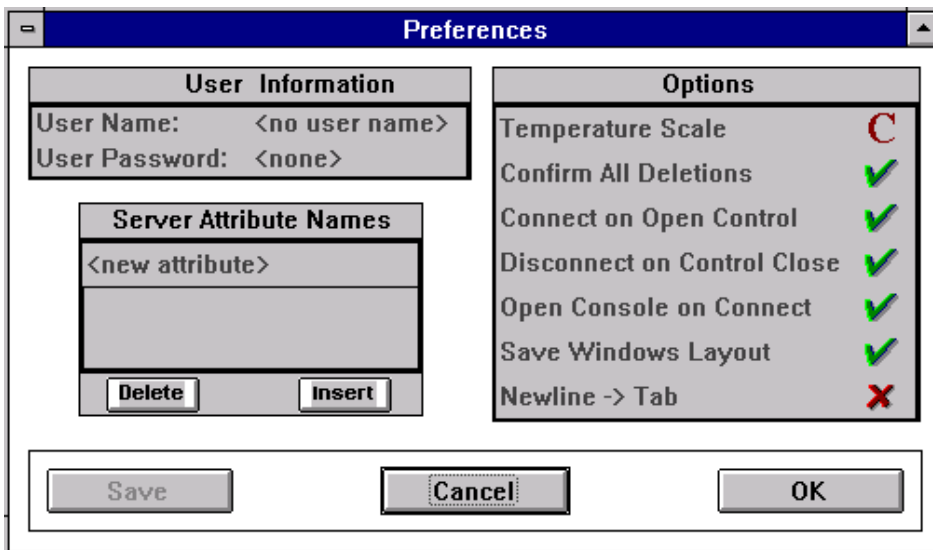 Preferences
User Information
User Name: <no user name>
User Password: <none>
Server Attribute Names
<new attribute>
Delete Insert
Options
Temperature Scale C
Confirm All Deletions
Connect on Open Control
Disconnect on Control Close
Open Console on Connect
Save Windows Layout
Newline -> Tab
Save Cancel OK